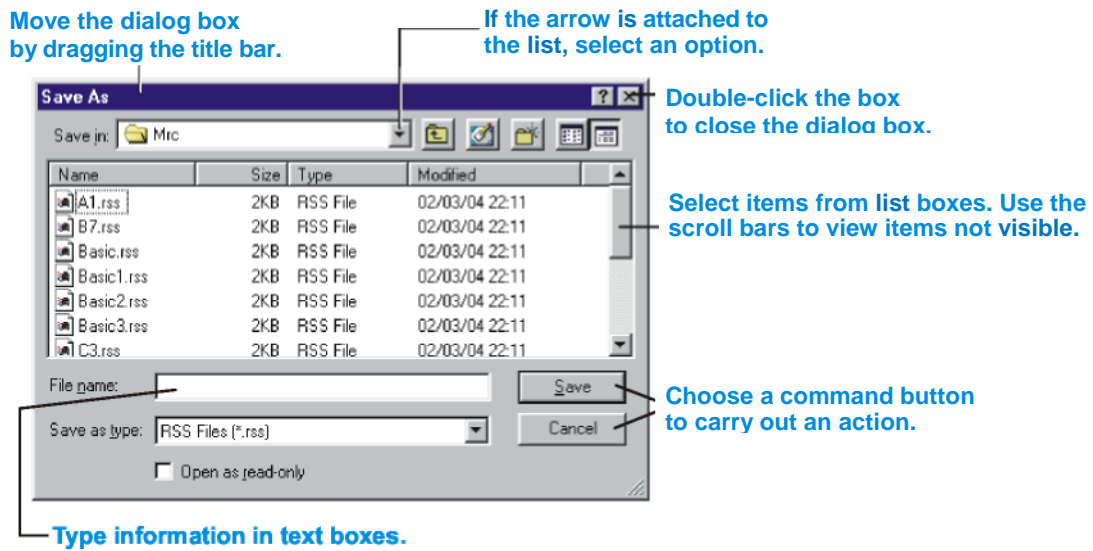 Move the dialog box
by dragging the title bar.
If the arrow is attached to
the list, select an option.
Save As
Double-click the box
to close the dialog box.
Save in: Mrc
Name Size Type Modified
A1.rss 2KB RSS File 02/03/04 22:11
B7.rss 2KB RSS File 02/03/04 22:11
Basic.rss 2KB RSS File 02/03/04 22:11
Basic1.rss 2KB RSS File 02/03/04 22:11
Basic2.rss 2KB RSS File 02/03/04 22:11
Basic3.rss 2KB RSS File 02/03/04 22:11
C3.rss 2KB RSS File 02/03/04 22:11
Select items from list boxes. Use the
scroll bars to view items not visible.
File name:
Save
Save as type: RSS Files (*.rss)
Cancel
Choose a command button
to carry out an action.
Open as read-only
Type information in text boxes.